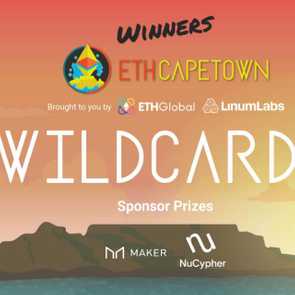 WINNERS
ETHCAPETOWN
Brought to you by ETHGlobal LINUMLABS
WILDCARD
Sponsor Prizes
MAKER NuCypher